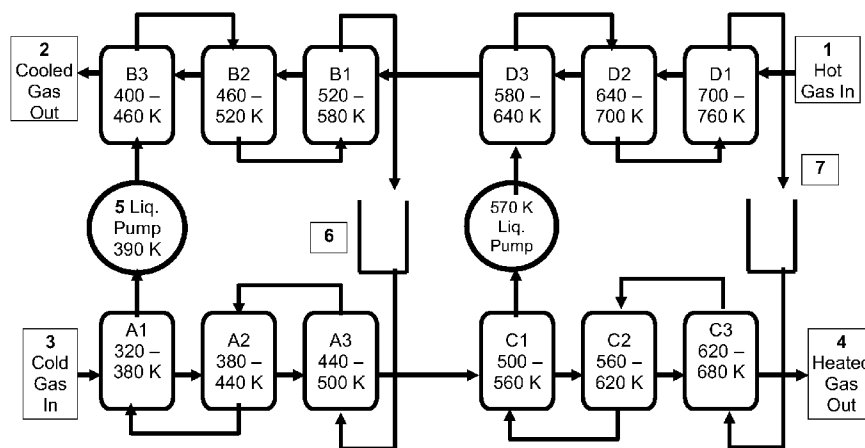 2
Cooled
Gas
Out
B3
400 –
460 K
B2
460 –
520 K
B1
520 –
580 K
D3
580 –
640 K
D2
640 –
700 K
D1
700 –
760 K
1
Hot
Gas In
5 Liq.
Pump
390 K
6
570 K
Liq.
Pump
7
3
Cold
Gas
In
A1
320 –
380 K
A2
380 –
440 K
A3
440 –
500 K
C1
500 –
560 K
C2
560 –
620 K
C3
620 –
680 K
4
Heated
Gas
Out